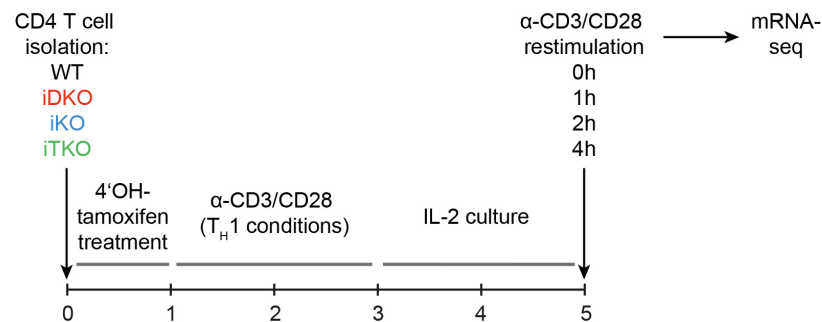 CD4 T cell
isolation:
WT
iDKO
iKO
iTKO
α-CD3/CD28
restimulation
0h
1h
2h
4h
mRNA-
seq
4‘OH-
tamoxifen
treatment
α-CD3/CD28
(TH1 conditions)
IL-2 culture
0 1 2 3 4 5